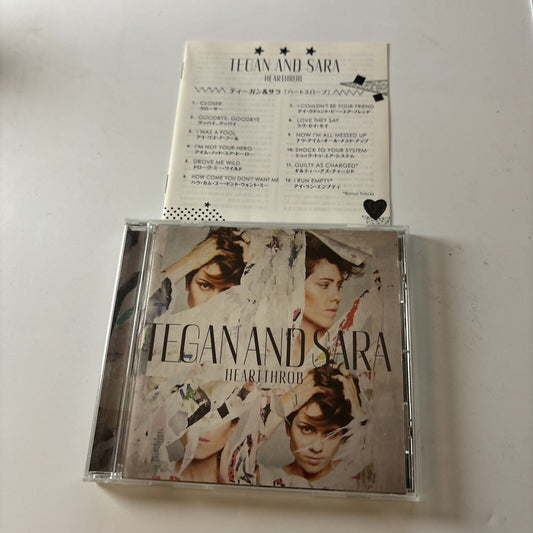 TEGAN AND SARA
HEARTTHROB
ティーガン&サラ「ハートスローブ」
1. CLOSER
クローサー
2. GOODBYE, GOODBYE
グッバイ、グッバイ
3. I WAS A FOOL
アイ・ワズ・ア・フール
4. I'M NOT YOUR HERO
アイム・ノット・ユア・ヒーロー
5. DROVE ME WILD
ドローヴ・ミー・ワイルド
6. HOW COME YOU DON'T WANT ME
ハウ・カム・ユー・ドント・ウォント・ミー
7. I COULDN'T BE YOUR FRIEND
アイ・クドゥント・ビー・ユア・フレンド
8. LOVE THEY SAY
ラヴ・ゼイ・セイ
9. NOW I'M ALL MESSED UP
ナウ・アイム・オール・メスド・アップ
10. SHOCK TO YOUR SYSTEM
ショック・トゥ・ユア・システム
11. GUILTY AS CHARGED*
ギルティー・アズ・チャージド
12. I RUN EMPTY*
アイ・ラン・エンプティ
*Bonus Tracks
TEGAN AND SARA
HEARTTHROB